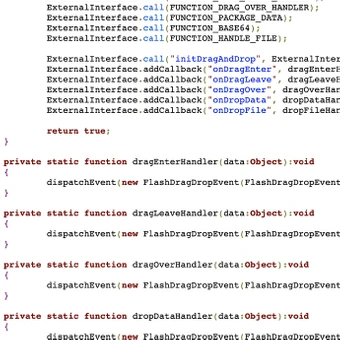 ExternalInterface.call(FUNCTION_DRAG_OVER_HANDLER);
ExternalInterface.call(FUNCTION_PACKAGE_DATA);
ExternalInterface.call(FUNCTION_BASE64);
ExternalInterface.call(FUNCTION_HANDLE_FILE);
ExternalInterface.call("initDragAndDrop", ExternalInterf
ExternalInterface.addCallback("onDragEnter", dragEnterH
ExternalInterface.addCallback("onDragLeave", dragLeaveH
ExternalInterface.addCallback("onDragOver", dragOverHan
ExternalInterface.addCallback("onDropData", dropDataHan
ExternalInterface.addCallback("onDropFile", dropFileHan
return true;
}
private static function dragEnterHandler(data:Object):void
{
dispatchEvent(new FlashDragDropEvent(FlashDragDropEvent
}
private static function dragLeaveHandler(data:Object):void
{
dispatchEvent(new FlashDragDropEvent(FlashDragDropEvent
}
private static function dragOverHandler(data:Object):void
{
dispatchEvent(new FlashDragDropEvent(FlashDragDropEvent
}
private static function dropDataHandler(data:Object):void
{
dispatchEvent(new FlashDragDropEvent(FlashDragDropEvent